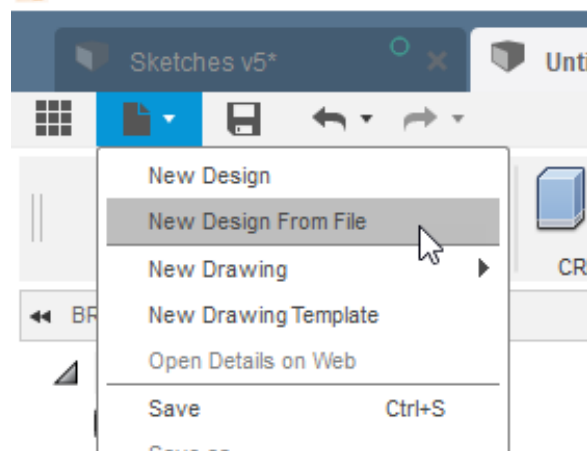 Sketches v5*
Unti
New Design
New Design From File
New Drawing
New Drawing Template
Open Details on Web
Save Ctrl+S
CR
BR